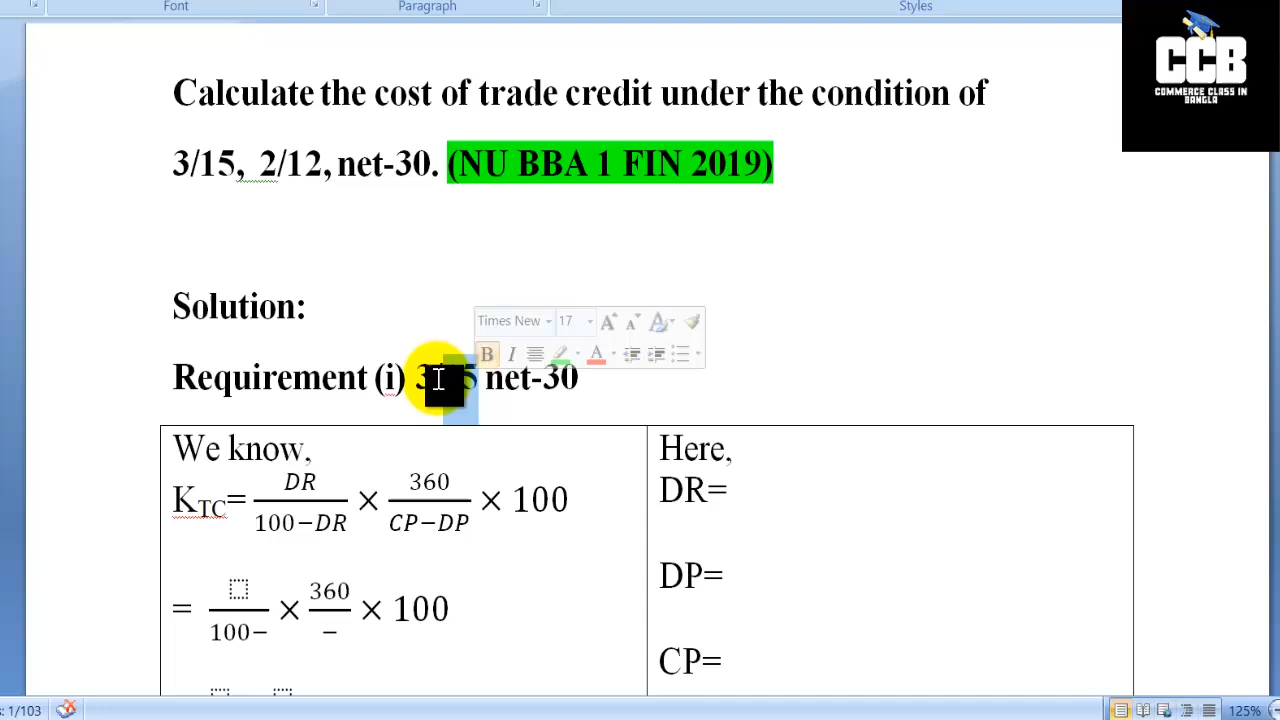 Font Paragraph Styles
CCB
COMMERCE CLASS IN
BANGLA
Calculate the cost of trade credit under the condition of
3/15, 2/12, net-30. (NU BBA 1 FIN 2019)
Solution:
Times New 17 A A A
B I A
Requirement (i) 3/15 net-30
We know,
K_TC = DR/(100−DR) × 360/(CP−DP) × 100
= ⬚/(100−) × 360/− × 100
Here,
DR=
DP=
CP=
1/103 125%